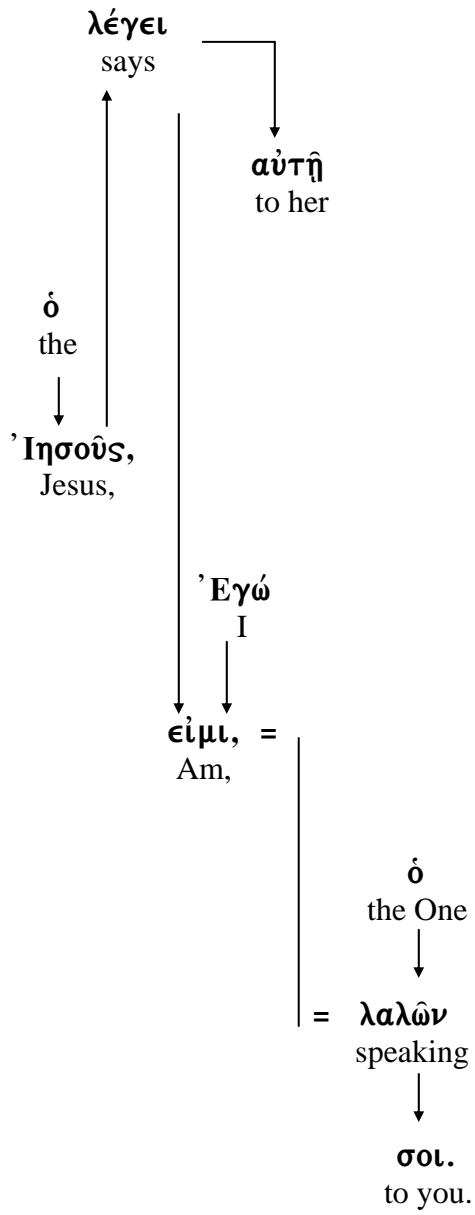 λέγει
says
αὐτῇ
to her
ὁ
the
Ἰησοῦς,
Jesus,
Ἐγώ
I
εἰμι, =
Am,
ὁ
the One
= λαλῶν
speaking
σοι.
to you.